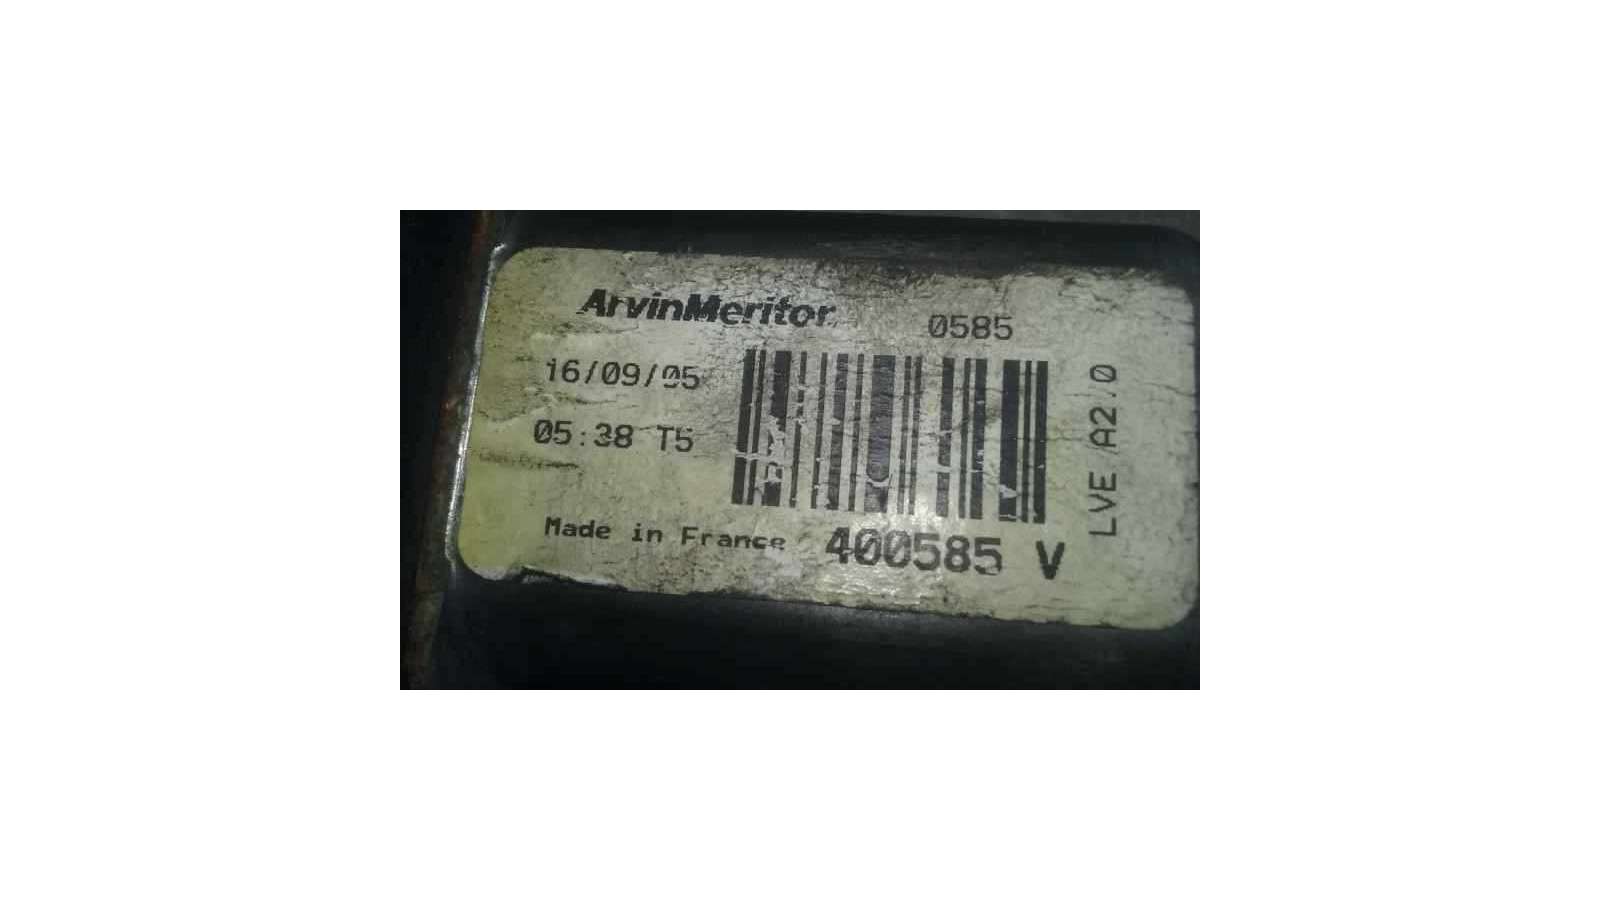 ArvinMeritor
0585
16/09/05
05:38 T5
Made in France
400585 V
LVE A2.0